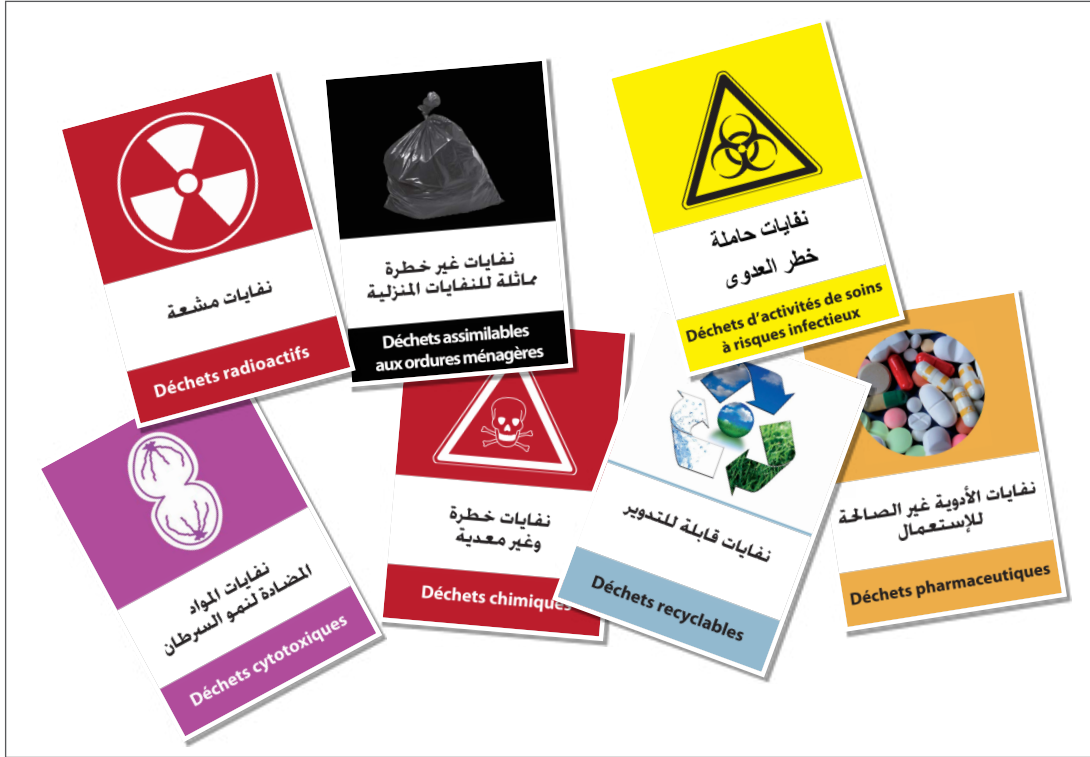 نفايات مشعة
Déchets radioactifs
نفايات غير خطرة
مماثلة للنفايات المنزلية
Déchets assimilables
aux ordures ménagères
نفايات حاملة
خطر العدوى
Déchets d'activités de soins
à risques infectieux
نفايات المواد
المضادة لنمو السرطان
Déchets cytotoxiques
نفايات خطرة
وغير معدية
Déchets chimiques
نفايات قابلة للتدوير
Déchets recyclables
نفايات الأدوية غير الصالحة
للإستعمال
Déchets pharmaceutiques